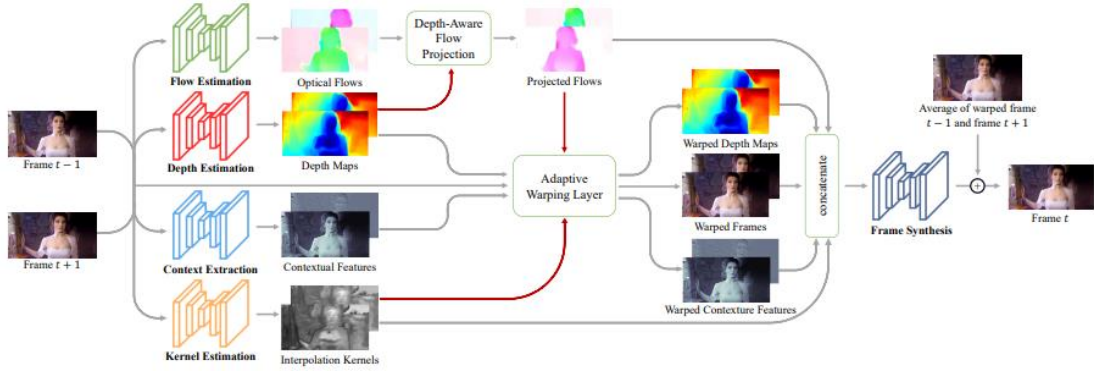 Frame t − 1
Frame t + 1
Flow Estimation
Depth Estimation
Context Extraction
Kernel Estimation
Optical Flows
Depth Maps
Contextual Features
Interpolation Kernels
Depth-Aware
Flow
Projection
Projected Flows
Adaptive
Warping Layer
Warped Depth Maps
Warped Frames
Warped Contexture Features
concatenate
Frame Synthesis
Average of warped frame
t − 1 and frame t + 1
+
Frame t